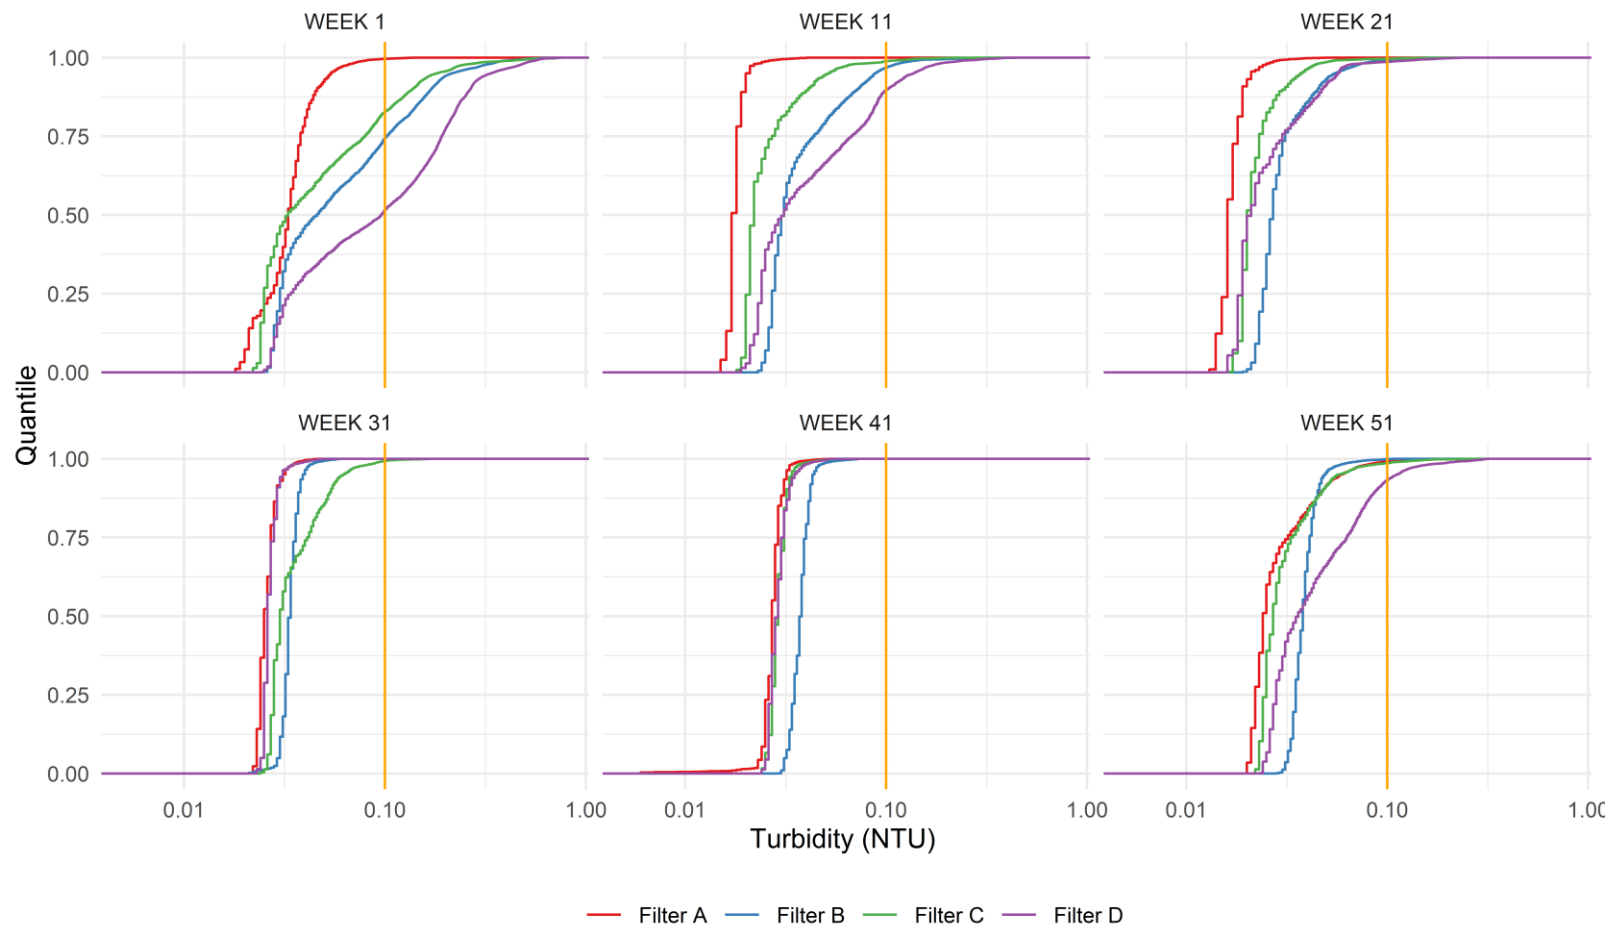 WEEK 1 WEEK 11 WEEK 21
1.00
0.75
0.50
0.25
0.00
Quantile
WEEK 31 WEEK 41 WEEK 51
1.00
0.75
0.50
0.25
0.00
0.01 0.10 1.00 0.01 0.10 1.00 0.01 0.10 1.00
Turbidity (NTU)
Filter A Filter B Filter C Filter D